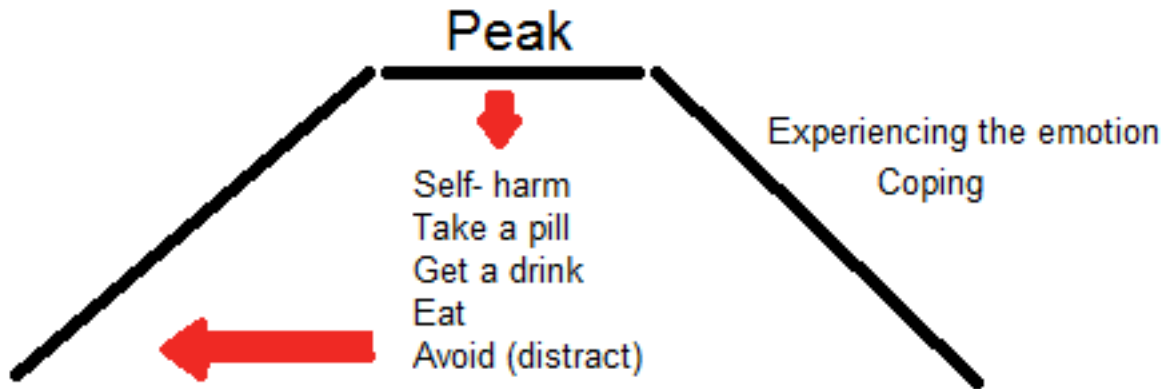 Peak
Experiencing the emotion
Coping
Self- harm
Take a pill
Get a drink
Eat
Avoid (distract)